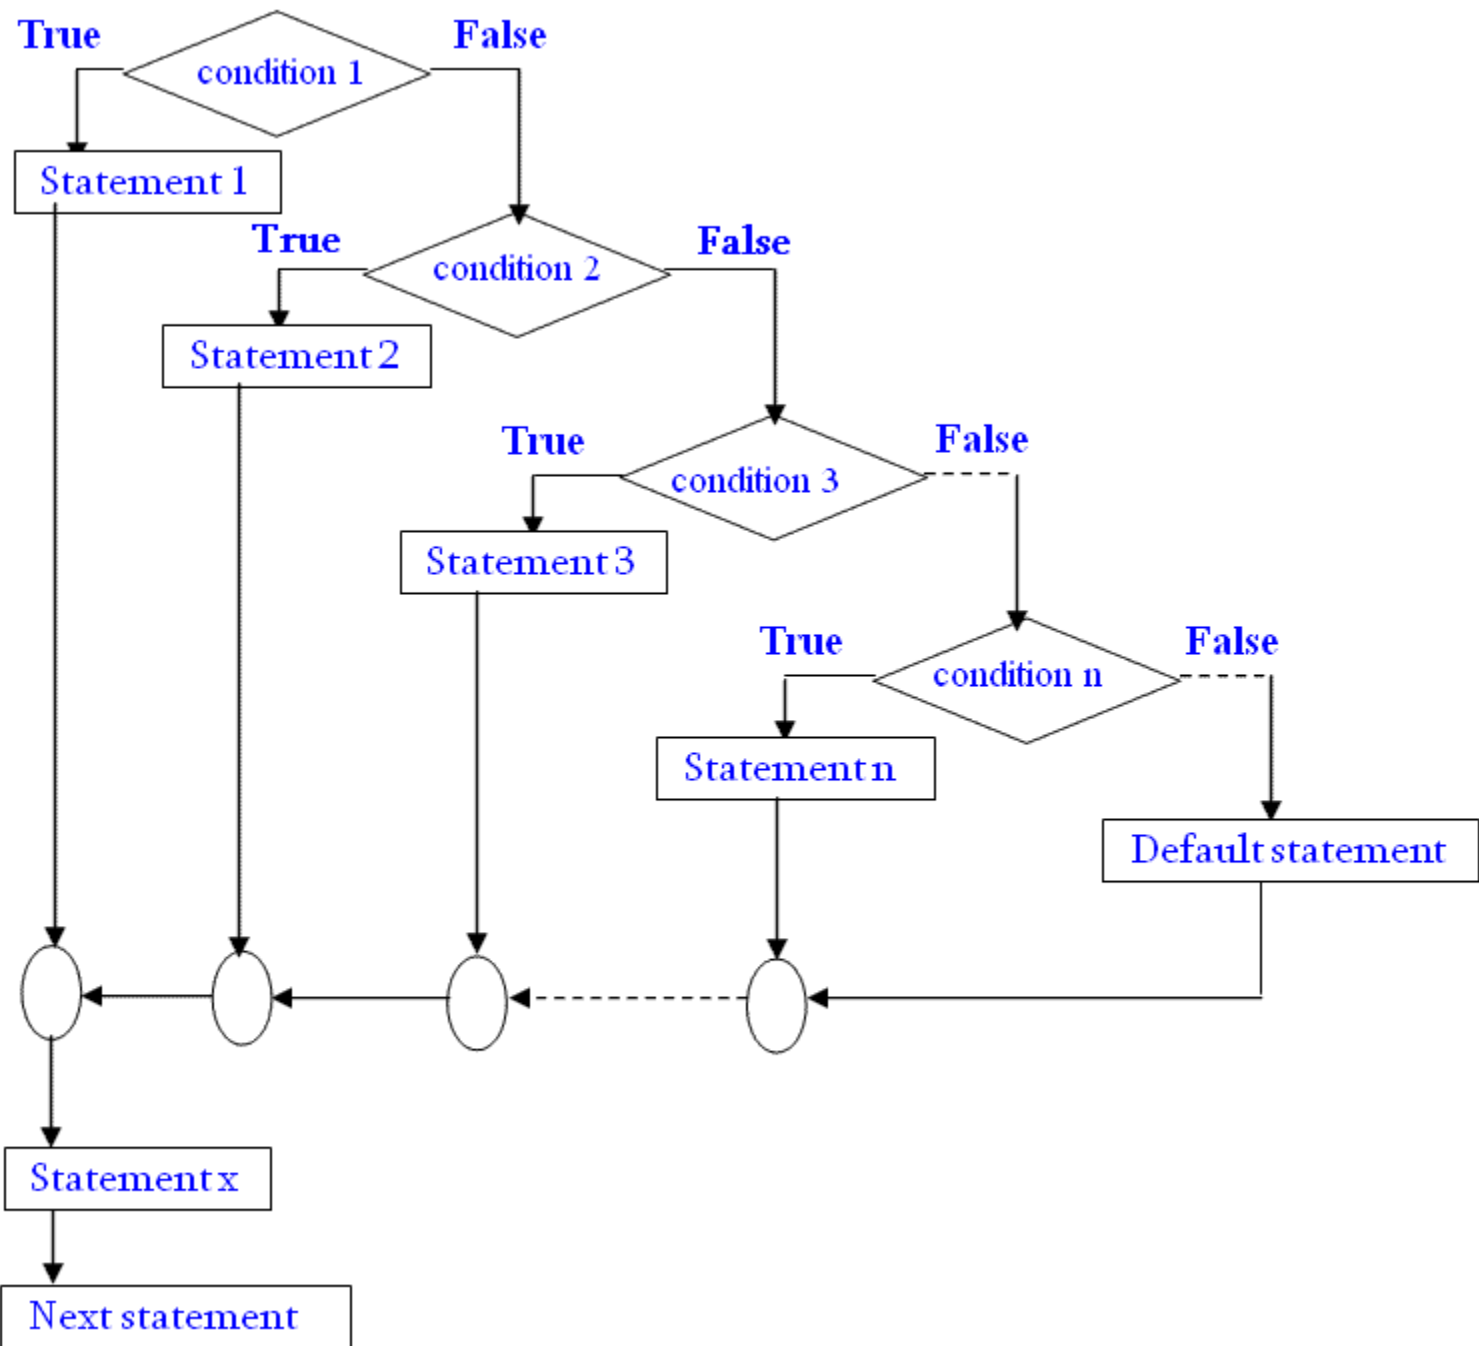 True
False
condition 1
Statement 1
True
False
condition 2
Statement 2
True
False
condition 3
Statement 3
True
False
condition n
Statement n
Default statement
Statement x
Next statement